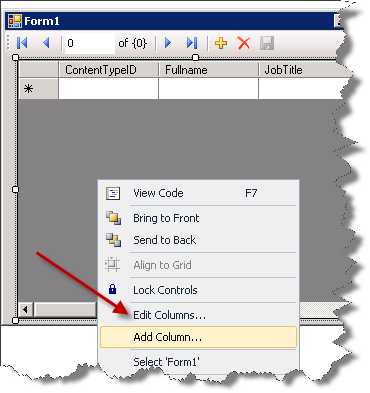 Form1
0 of {0}
ContentTypeID Fullname JobTitle
View Code F7
Bring to Front
Send to Back
Align to Grid
Lock Controls
Edit Columns...
Add Column...
Select 'Form1'